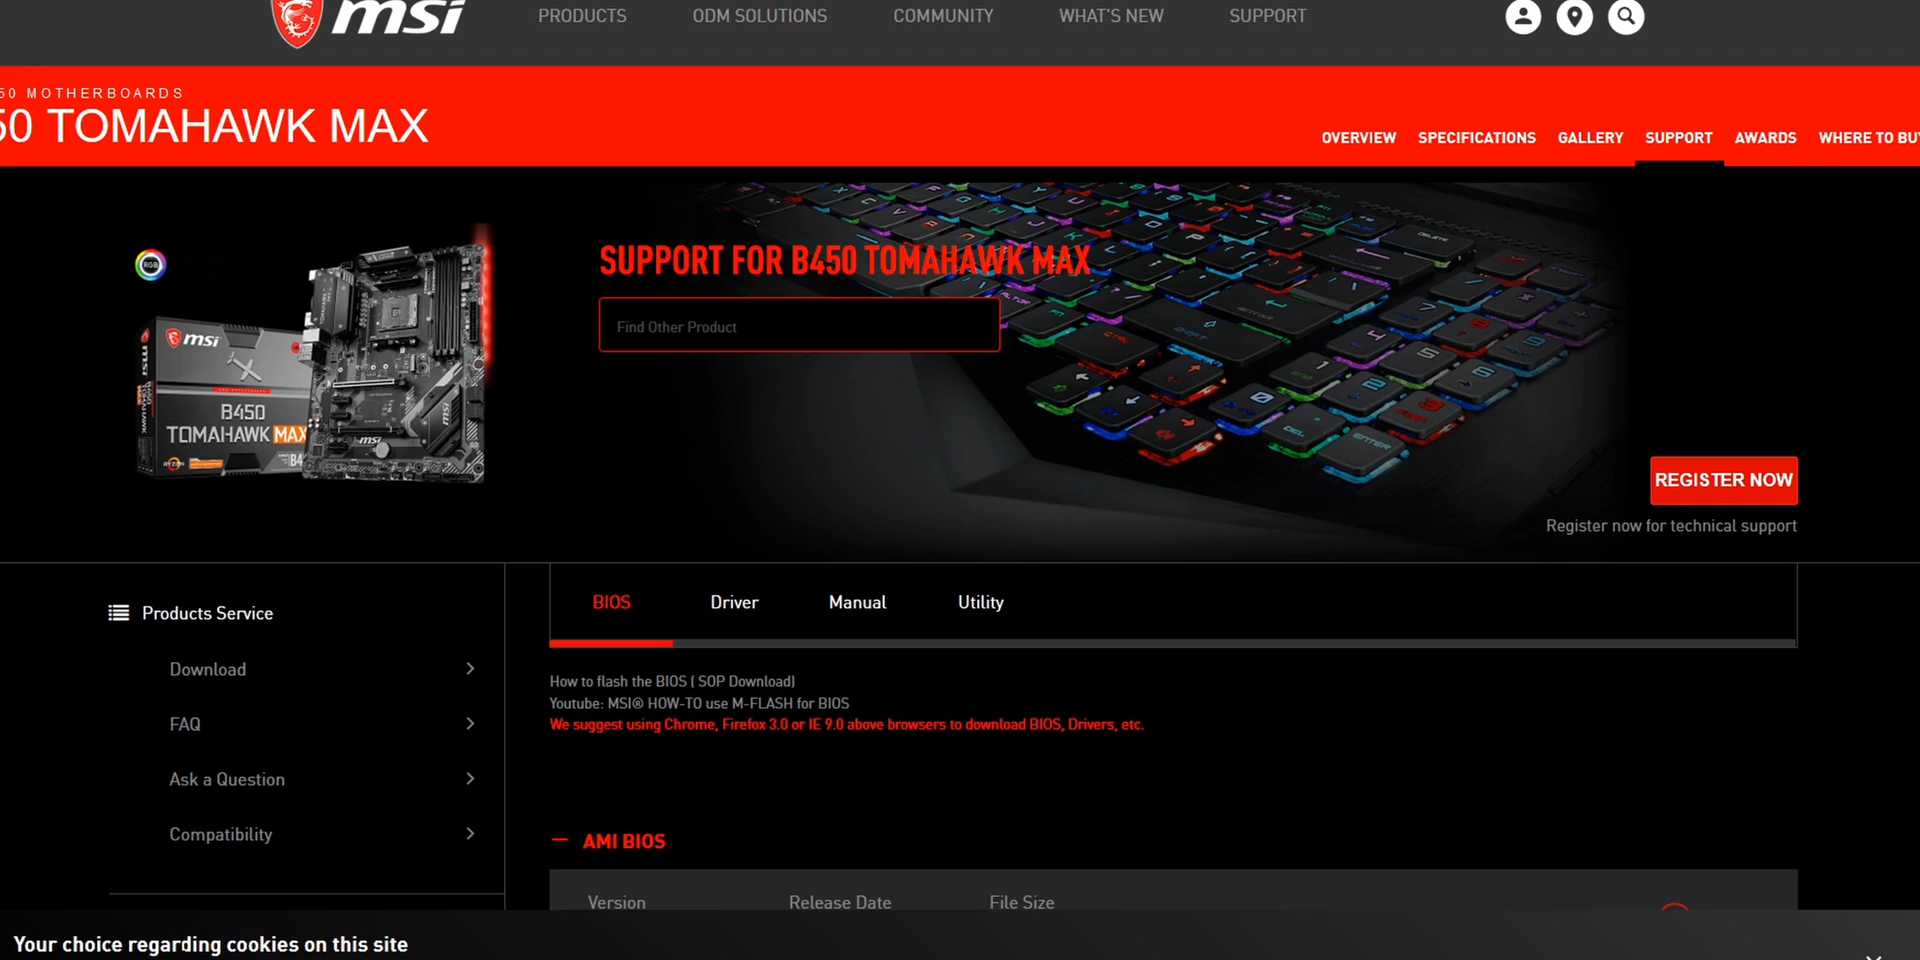 msi
PRODUCTS
ODM SOLUTIONS
COMMUNITY
WHAT'S NEW
SUPPORT
50 MOTHERBOARDS
50 TOMAHAWK MAX
OVERVIEW
SPECIFICATIONS
GALLERY
SUPPORT
AWARDS
WHERE TO BUY
RGB
msi
B450
TOMAHAWK MAX
RYZEN
B4
msi
SUPPORT FOR B450 TOMAHAWK MAX
Find Other Product
REGISTER NOW
Register now for technical support
Products Service
Download
FAQ
Ask a Question
Compatibility
BIOS
Driver
Manual
Utility
How to flash the BIOS ( SOP Download)
Youtube: MSI® HOW-TO use M-FLASH for BIOS
We suggest using Chrome, Firefox 3.0 or IE 9.0 above browsers to download BIOS, Drivers, etc.
AMI BIOS
Version
Release Date
File Size
Your choice regarding cookies on this site